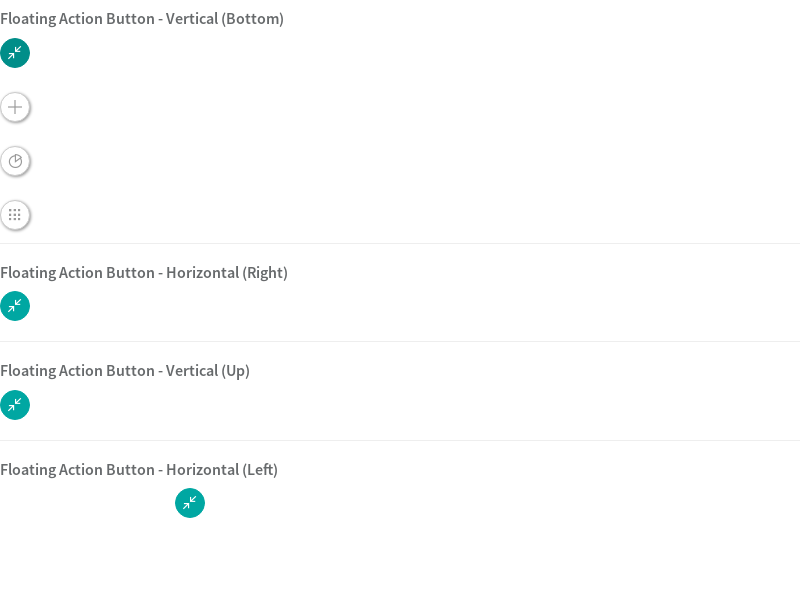 Floating Action Button - Vertical (Bottom)
Floating Action Button - Horizontal (Right)
Floating Action Button - Vertical (Up)
Floating Action Button - Horizontal (Left)